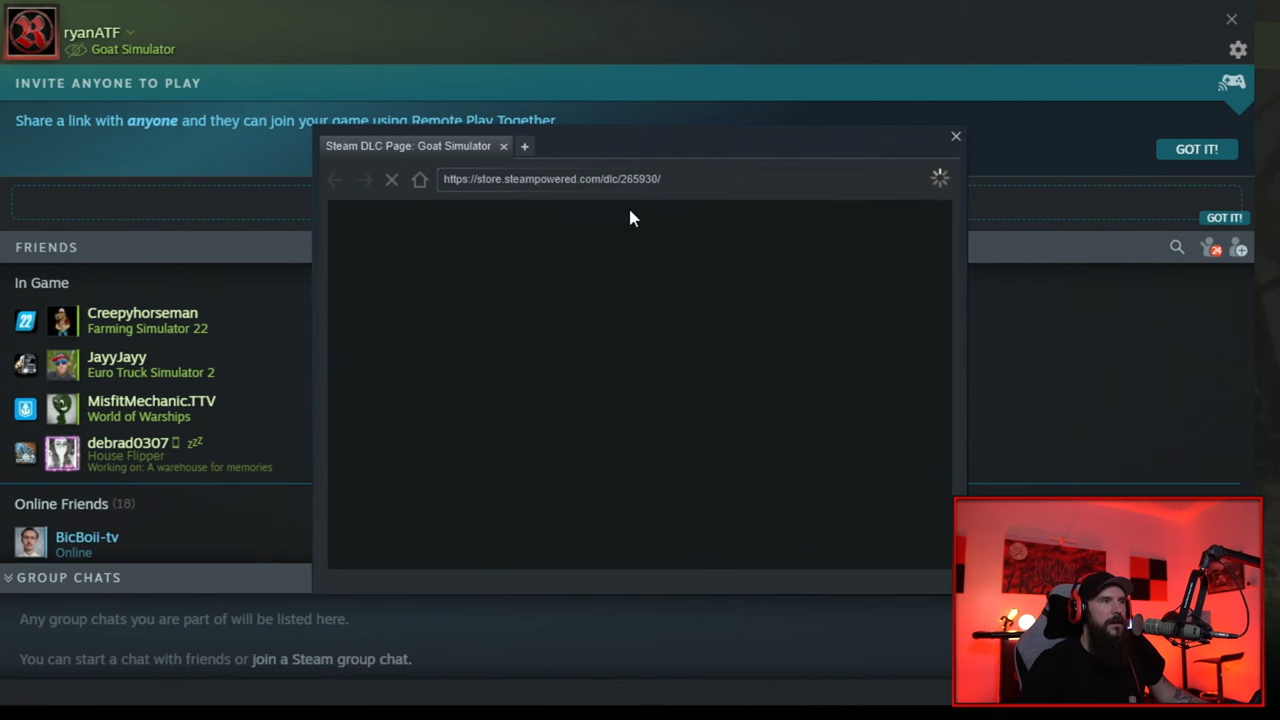 ryanATF
Goat Simulator
INVITE ANYONE TO PLAY
Share a link with anyone and they can join your game using Remote Play Together
GOT IT!
Steam DLC Page: Goat Simulator
https://store.steampowered.com/dlc/265930/
GOT IT!
FRIENDS
24
In Game
22
Creepyhorseman
Farming Simulator 22
JayyJayy
Euro Truck Simulator 2
MisfitMechanic.TTV
World of Warships
debrad0307 zzz
House Flipper
Working on: A warehouse for memories
Online Friends (18)
BicBoii-tv
Online
GROUP CHATS
Any group chats you are part of will be listed here.
You can start a chat with friends or join a Steam group chat.